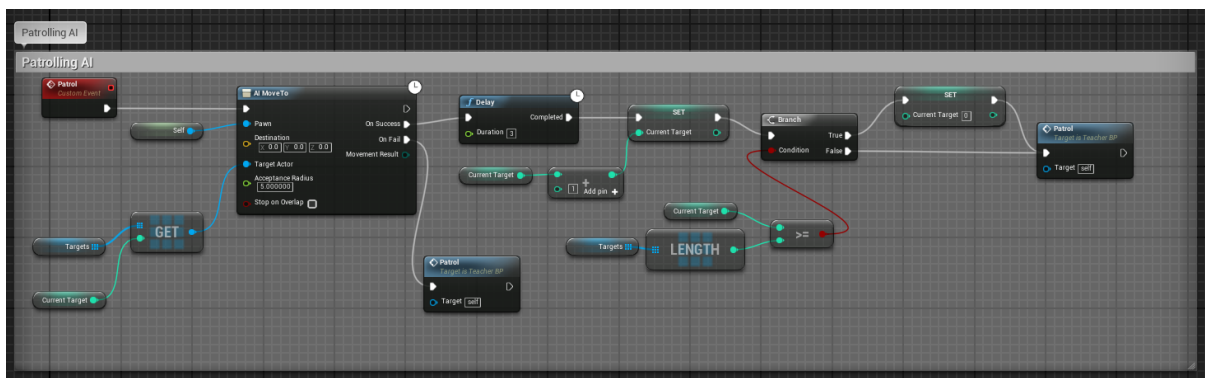 Patrolling AI
Patrolling AI
Patrol
Custom Event
Self
Targets
Current Target
GET
AI MoveTo
Pawn
On Success
Destination
X 0.0 Y 0.0 Z 0.0
On Fail
Movement Result
Target Actor
Acceptance Radius
5.000000
Stop on Overlap
Patrol
Target is Teacher BP
Target self
Delay
Completed
Duration 3
Current Target
1 Add pin +
SET
Current Target
Targets
LENGTH
Current Target
>=
Branch
True
Condition
False
SET
Current Target 0
Patrol
Target is Teacher BP
Target self